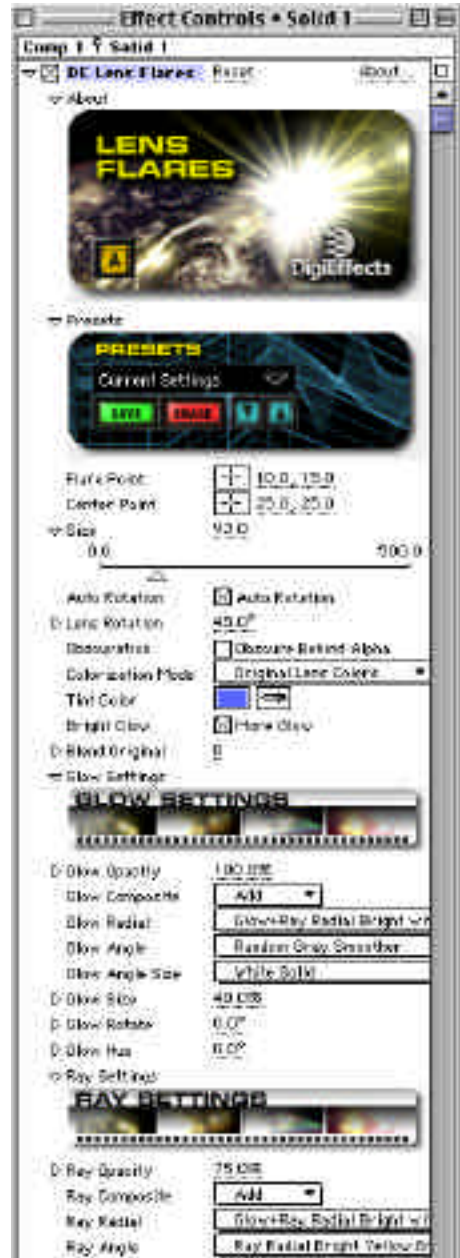 Effect Controls • Solid 1
Comp 1 Solid 1
DE Lens Flares Reset About...
About
LENS
FLARES
DigiEffects
Presets
PRESETS
Current Settings
SAVE ERASE
Flare Point 10.0, 15.0
Center Point 25.0, 25.0
Size 93.0
0.0 500.0
Auto Rotation Auto Rotation
Lens Rotation 45.0°
Obscuration Obscure Behind Alpha
Colorization Mode Original Lens Colors
Tint Color
Bright Glow More Glow
Blend Original
Glow Settings
GLOW SETTINGS
Glow Opacity 100.0%
Glow Composite Add
Glow Radial Glow+Ray Radial Bright
Glow Angle Random Gray Smoother
Glow Angle Size White Solid
Glow Size 40.0%
Glow Rotate 0.0°
Glow Hue 0.0°
Ray Settings
RAY SETTINGS
Ray Opacity 75.0%
Ray Composite Add
Ray Radial Glow+Ray Radial Bright
Ray Angle Ray Radial Bright Yellow